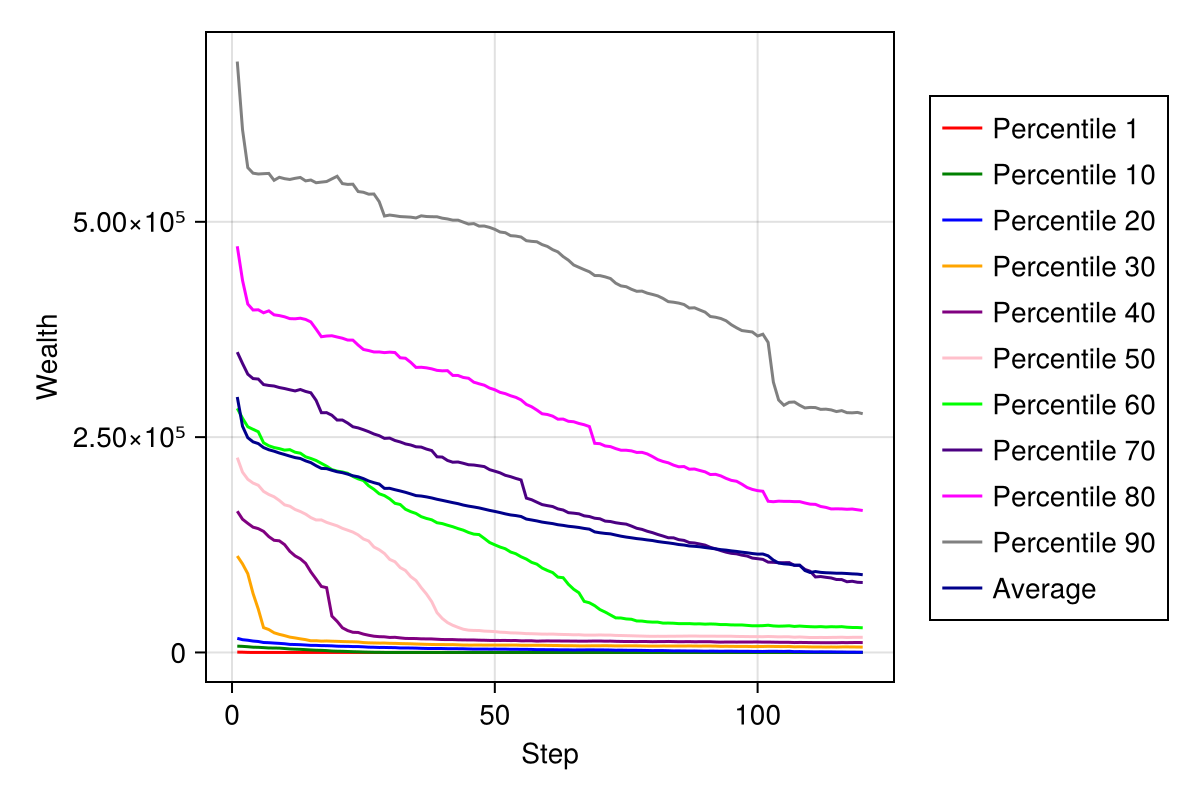 5.00×10⁵
2.50×10⁵
0
Wealth
0 50 100
Step
Percentile 1
Percentile 10
Percentile 20
Percentile 30
Percentile 40
Percentile 50
Percentile 60
Percentile 70
Percentile 80
Percentile 90
Average